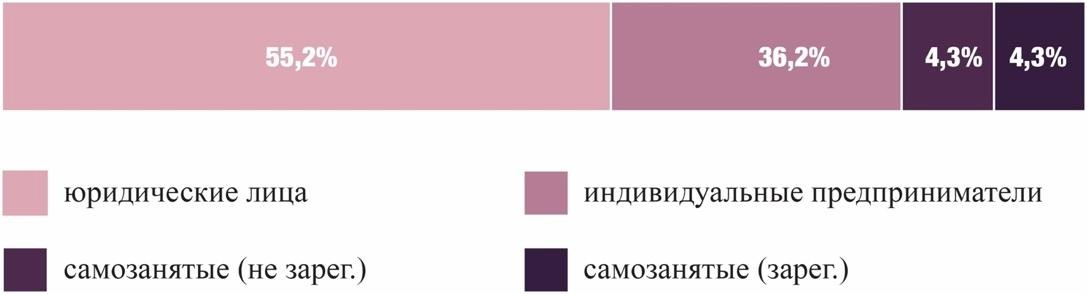 55,2% 36,2% 4,3% 4,3%
юридические лица индивидуальные предприниматели
самозанятые (не зарег.) самозанятые (зарег.)